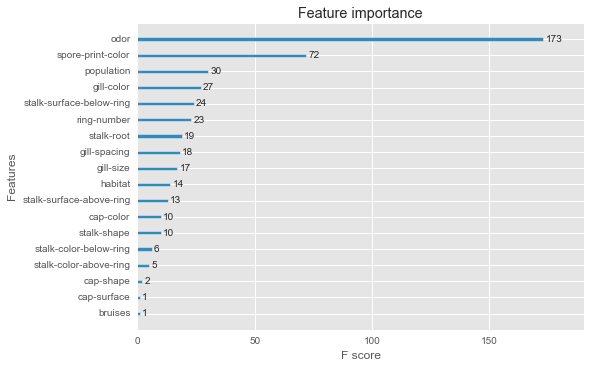 Feature importance
odor 173
spore-print-color 72
population 30
gill-color 27
stalk-surface-below-ring 24
ring-number 23
stalk-root 19
gill-spacing 18
gill-size 17
habitat 14
stalk-surface-above-ring 13
cap-color 10
stalk-shape 10
stalk-color-below-ring 6
stalk-color-above-ring 5
cap-shape 2
cap-surface 1
bruises 1
Features
0 50 100 150
F score